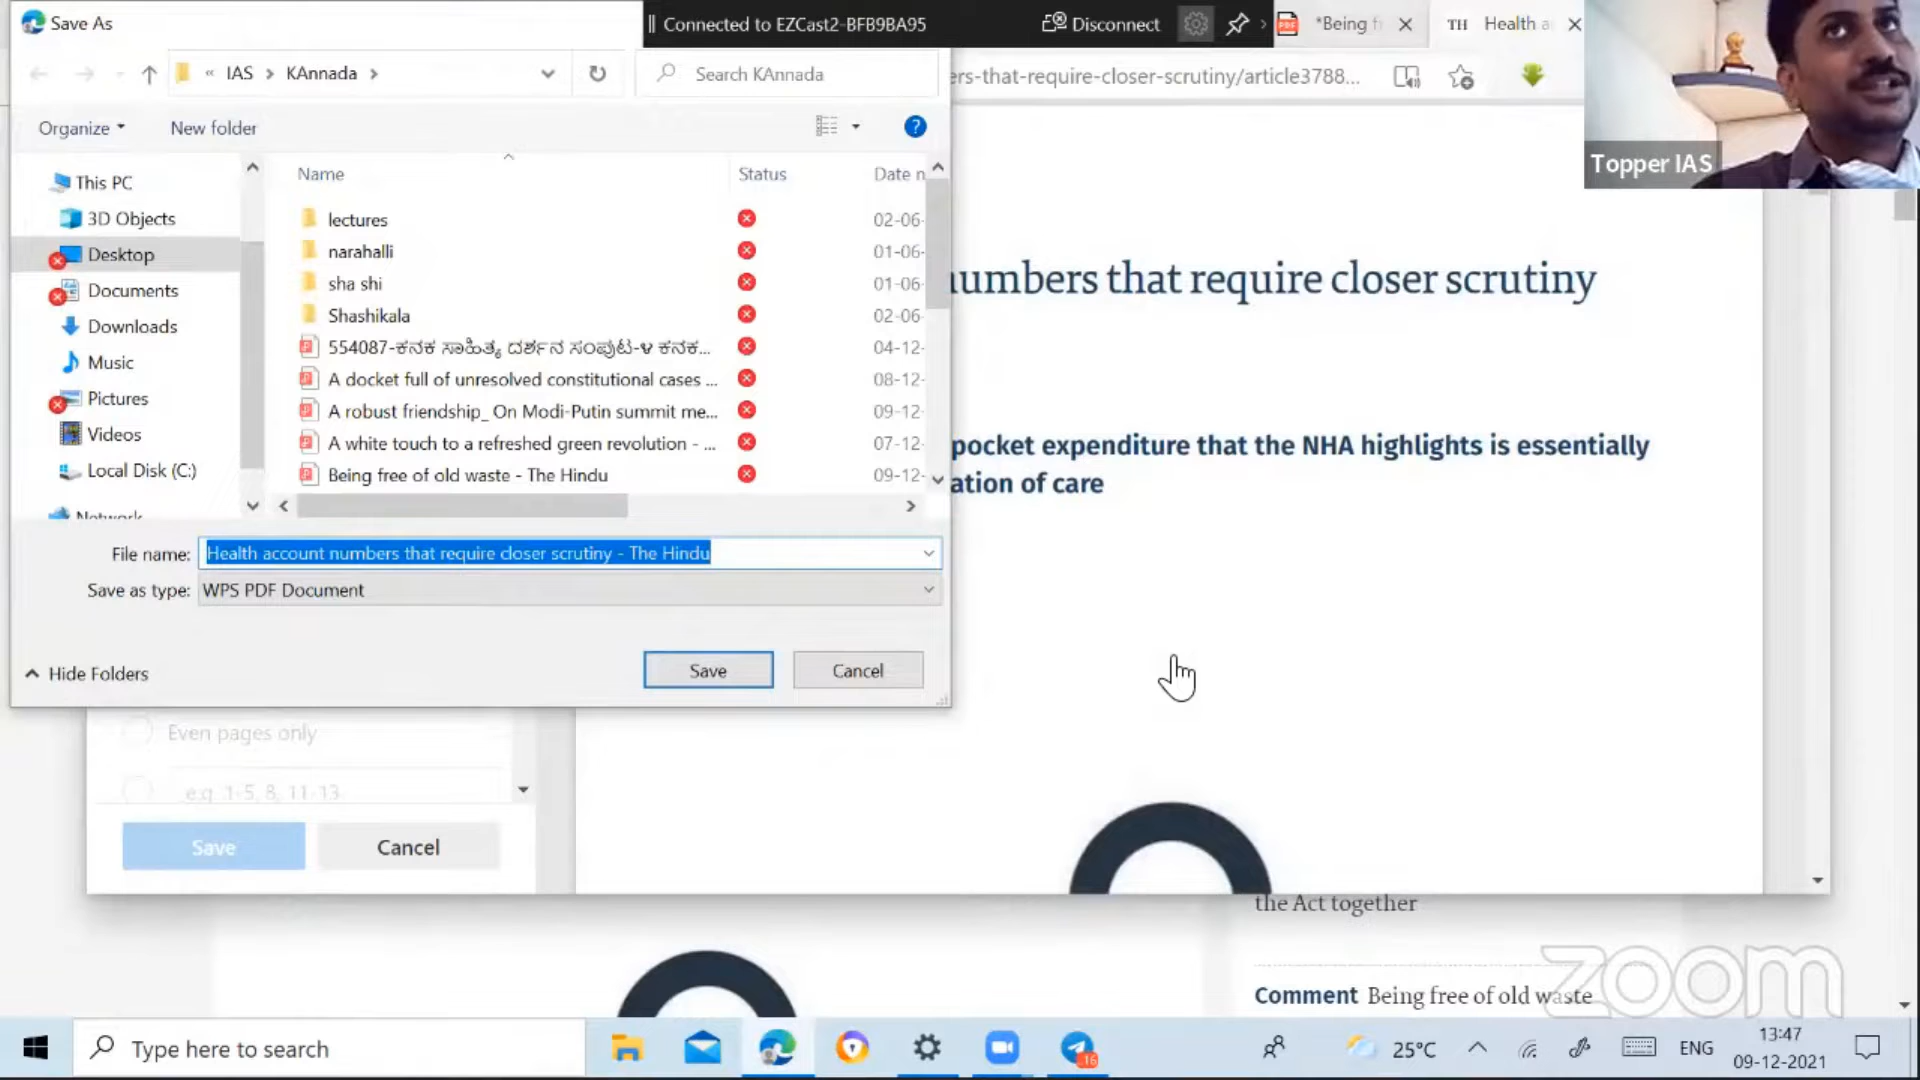 Save As
Connected to EZCast2-BFB9BA95
Disconnect
*Being f
TH Health a
« IAS > KAnnada >
Search KAnnada
rs-that-require-closer-scrutiny/article3788...
Organize
New folder
?
Topper IAS
Name Status Date
This PC
3D Objects
Desktop
Documents
Downloads
Music
Pictures
Videos
Local Disk (C:)
Network
lectures 02-06-
narahalli 01-06-
sha shi 01-06-
Shashikala 02-06-
554087-ಕನಕ ಸಾಹಿತ್ಯ ದರ್ಶನ ಸಂಪುಟ-೪ ಕನಕ... 04-12-
A docket full of unresolved constitutional cases ... 08-12-
A robust friendship_ On Modi-Putin summit me... 09-12-
A white touch to a refreshed green revolution - ... 07-12-
Being free of old waste - The Hindu 09-12-
File name: Health account numbers that require closer scrutiny - The Hindu
Save as type: WPS PDF Document
Hide Folders
Save
Cancel
numbers that require closer scrutiny
pocket expenditure that the NHA highlights is essentially
ation of care
Even pages only
e.g. 1-5, 8, 11-13
Save
Cancel
the Act together
Comment Being free of old waste
zoom
Type here to search
16
25°C
ENG
13:47
09-12-2021